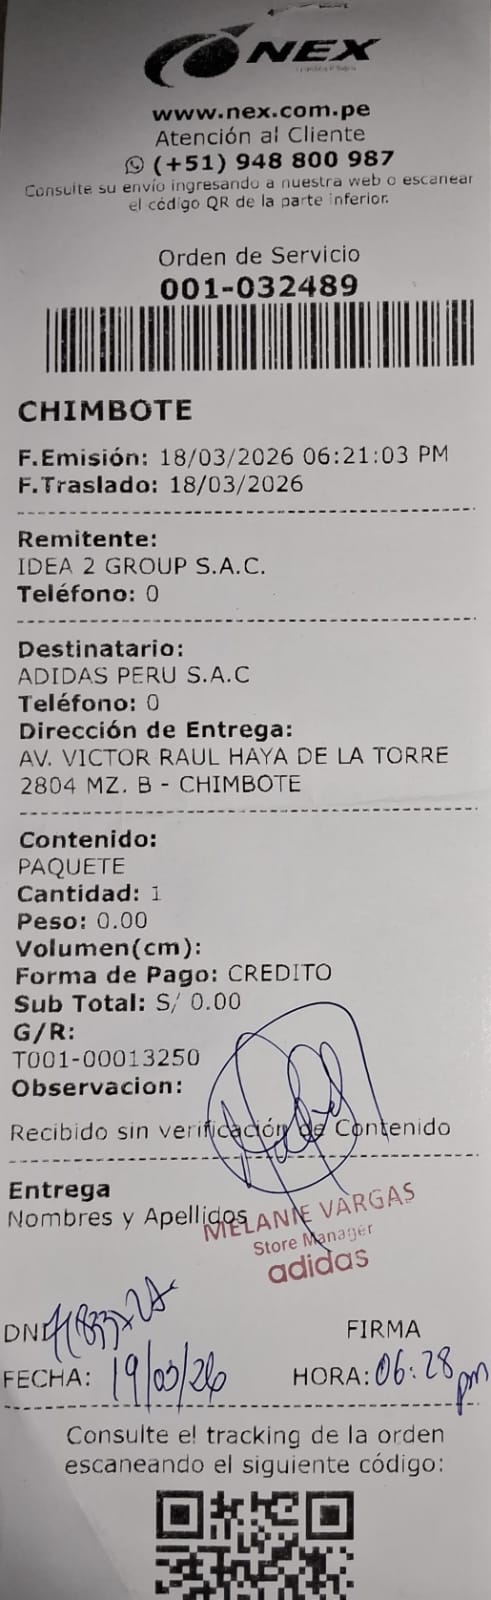 NEX
www.nex.com.pe
Atención al Cliente
(+51) 948 800 987
Consulte su envío ingresando a nuestra web o escanear
el código QR de la parte inferior.
Orden de Servicio
001-032489
CHIMBOTE
F.Emisión: 18/03/2026 06:21:03 PM
F.Traslado: 18/03/2026
Remitente:
IDEA 2 GROUP S.A.C.
Teléfono: 0
Destinatario:
ADIDAS PERU S.A.C
Teléfono: 0
Dirección de Entrega:
AV. VICTOR RAUL HAYA DE LA TORRE
2804 MZ. B - CHIMBOTE
Contenido:
PAQUETE
Cantidad: 1
Peso: 0.00
Volumen(cm):
Forma de Pago: CREDITO
Sub Total: S/ 0.00
G/R:
T001-00013250
Observacion:
Recibido sin verificación de Contenido
Entrega
Nombres y Apellidos
MELANIE VARGAS
Store Manager
adidas
DNI
FIRMA
FECHA: 19/03/26
HORA: 06:28 pm
Consulte el tracking de la orden
escaneando el siguiente código: